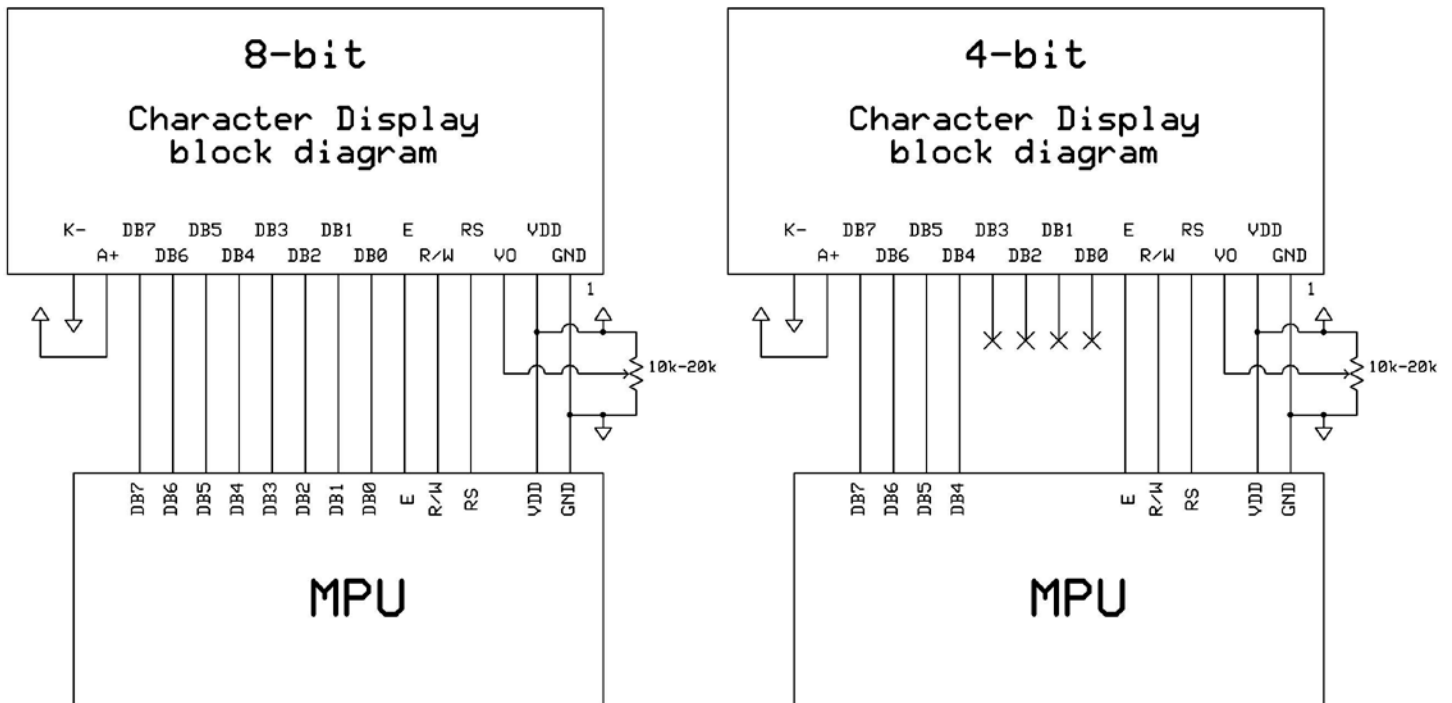 8-bit
Character Display
block diagram
K- DB7 DB5 DB3 DB1 E RS VDD
A+ DB6 DB4 DB2 DB0 R/W VO GND
1
10k-20k
DB7 DB6 DB5 DB4 DB3 DB2 DB1 DB0 E R/W RS VDD GND
MPU
4-bit
Character Display
block diagram
K- DB7 DB5 DB3 DB1 E RS VDD
A+ DB6 DB4 DB2 DB0 R/W VO GND
1
10k-20k
DB7 DB6 DB5 DB4 E R/W RS VDD GND
MPU